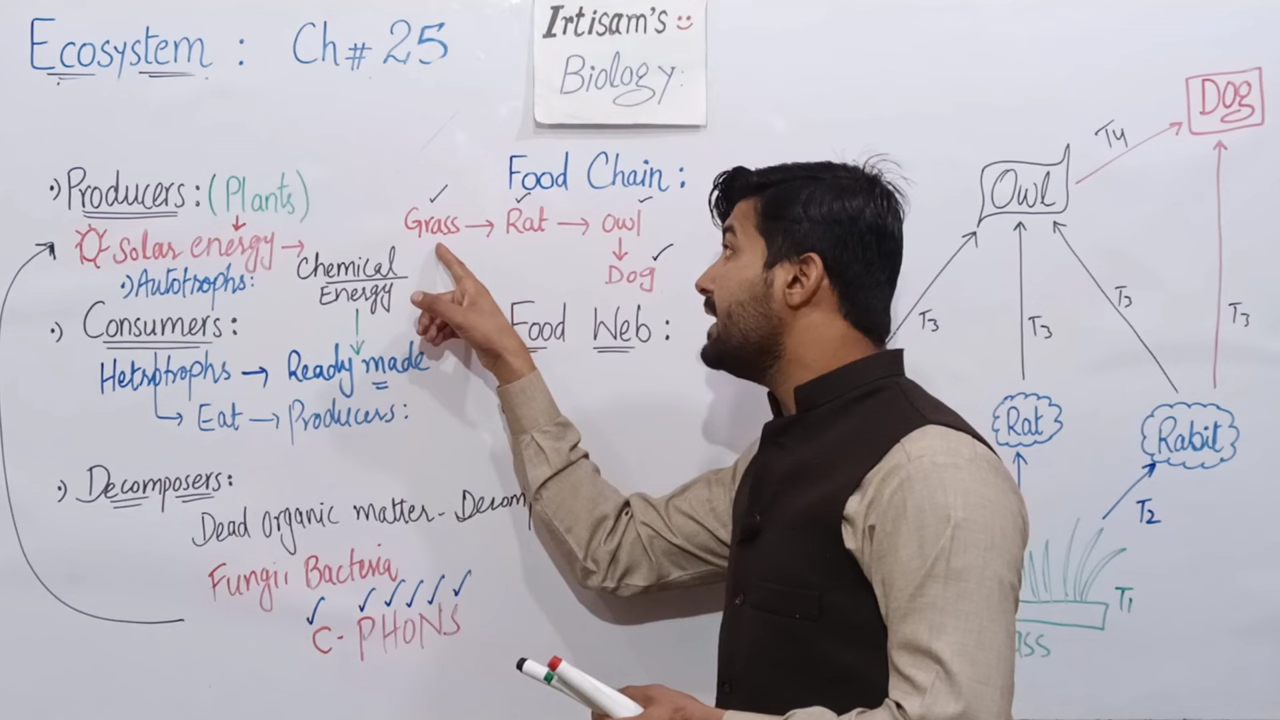 Ecosystem : Ch# 25
Irtisam's
Biology:
Producers : (Plants)
Solar energy →
Chemical
Energy
Autotrophs:
Consumers :
Hetrotrophs → Ready made
Eat → Producers :
Decomposers :
Dead organic matter - Decom
Fungi, Bacteria
C - PHONS
Food Chain :
Grass → Rat → owl
Dog
Food Web :
Dog
T4
Owl
T3
T3
T3
T3
Rat
Rabit
T2
T1
ass